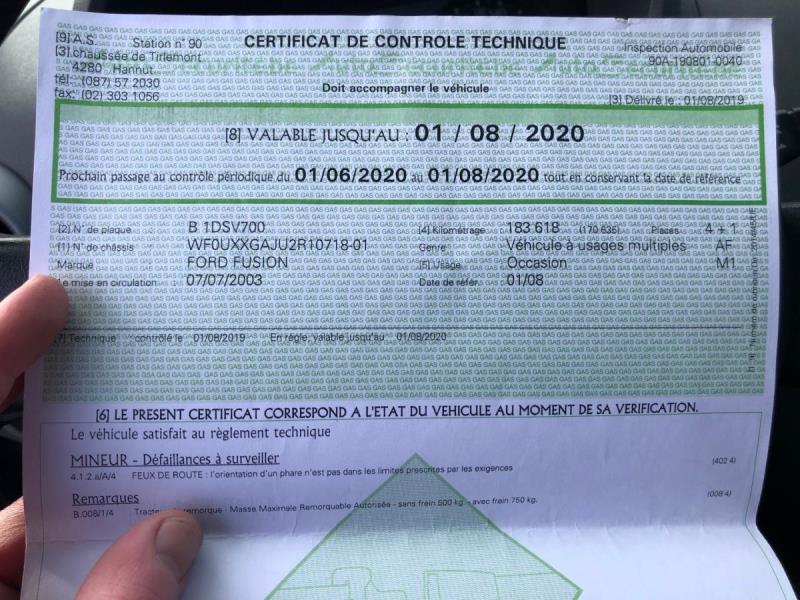 [9] A.S. Station n° 90 CERTIFICAT DE CONTROLE TECHNIQUE Inspection Automobile
[3] chaussée de Tirlemont 90A-190801-0040
4280 Hannut
tél: (087) 57 2030 Doit accompagner le véhicule
fax: (02) 303 1056 [3] Délivré le : 01/08/2019
[8] VALABLE JUSQU'AU : 01 / 08 / 2020
Prochain passage au contrôle périodique du 01/06/2020 au 01/08/2020 tout en conservant la date de référence
[2] N° de plaque B 1DSV700 [4] Kilométrage 183 618 (170 635) Places 4 + 1
[1] N° de châssis WF0UXXGAJU2R10718-01 Genre Véhicule à usages multiples AF
Marque FORD FUSION [5] Usage Occasion M1
1e mise en circulation 07/07/2003 Date de référ. 01/08
[7] Technique : contrôlé le 01/08/2019 En règle, valable jusqu'au 01/08/2020
[6] LE PRESENT CERTIFICAT CORRESPOND A L'ETAT DU VEHICULE AU MOMENT DE SA VERIFICATION.
Le véhicule satisfait au règlement technique
MINEUR - Défaillances à surveiller (402 4)
4.1.2.a/A/4 FEUX DE ROUTE : l'orientation d'un phare n'est pas dans les limites prescrites par les exigences
Remarques (008 4)
B.008/1/4 remorque - Masse Maximale Remorquable Autorisée - sans frein 500 kg. - avec frein 750 kg.